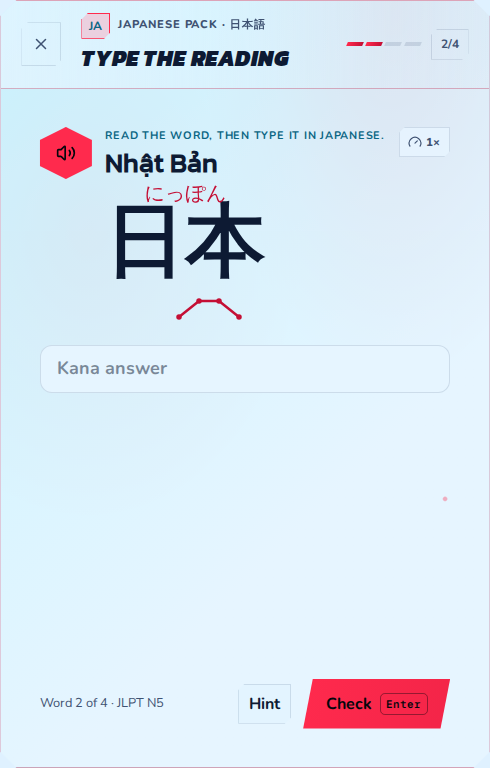 JA JAPANESE PACK · 日本語
TYPE THE READING
2/4
READ THE WORD, THEN TYPE IT IN JAPANESE.
1×
Nhật Bản
にっぽん
日本
Kana answer
Word 2 of 4 · JLPT N5
Hint
Check Enter